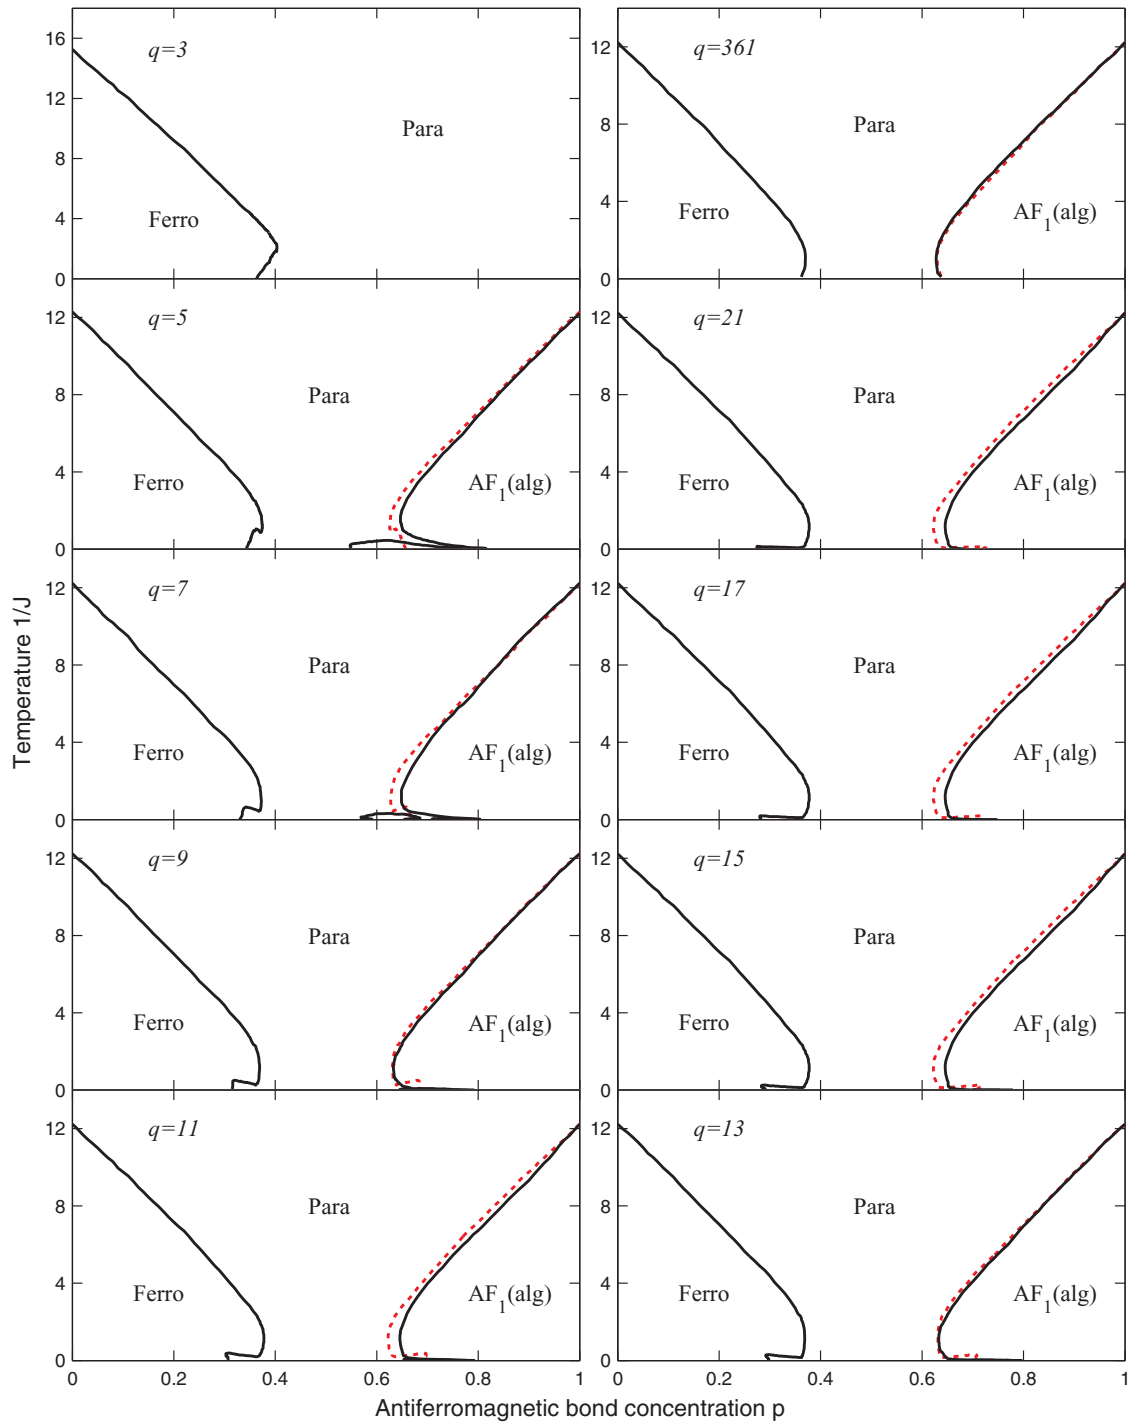 16
12
8
4
0
q=3
Ferro
Para
12
8
4
0
q=361
Ferro
Para
AF1(alg)
12
8
4
0
q=5
Ferro
Para
AF1(alg)
12
8
4
0
q=21
Ferro
Para
AF1(alg)
12
8
4
0
q=7
Ferro
Para
AF1(alg)
12
8
4
0
q=17
Ferro
Para
AF1(alg)
Temperature 1/J
12
8
4
0
q=9
Ferro
Para
AF1(alg)
12
8
4
0
q=15
Ferro
Para
AF1(alg)
12
8
4
0
q=11
Ferro
Para
AF1(alg)
12
8
4
0
q=13
Ferro
Para
AF1(alg)
0 0.2 0.4 0.6 0.8 1
0 0.2 0.4 0.6 0.8 1
Antiferromagnetic bond concentration p